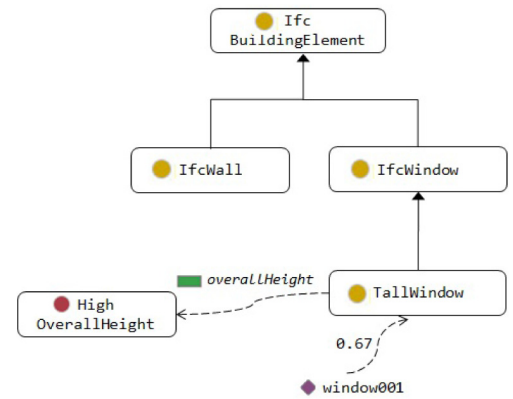 Ifc
BuildingElement
IfcWall
IfcWindow
overallHeight
High
OverallHeight
TallWindow
0.67
window001